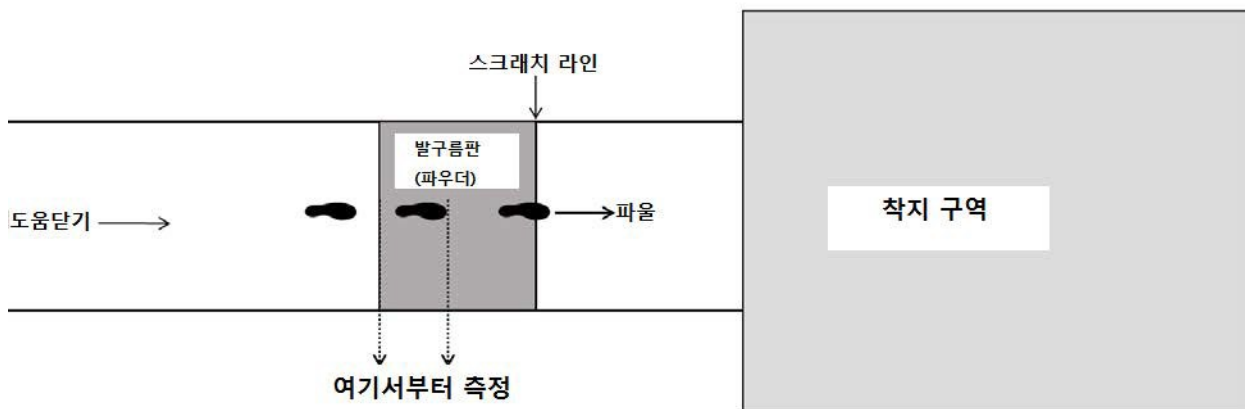 스크래치 라인
발구름판
(파우더)
도움닫기
파울
착지 구역
여기서부터 측정